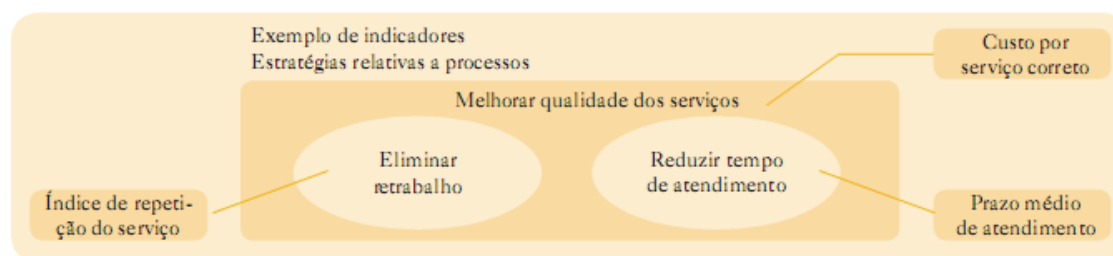 Exemplo de indicadores
Estratégias relativas a processos
Custo por
serviço correto
Melhorar qualidade dos serviços
Eliminar
retrabalho
Reduzir tempo
de atendimento
Índice de repeti-
ção do serviço
Prazo médio
de atendimento